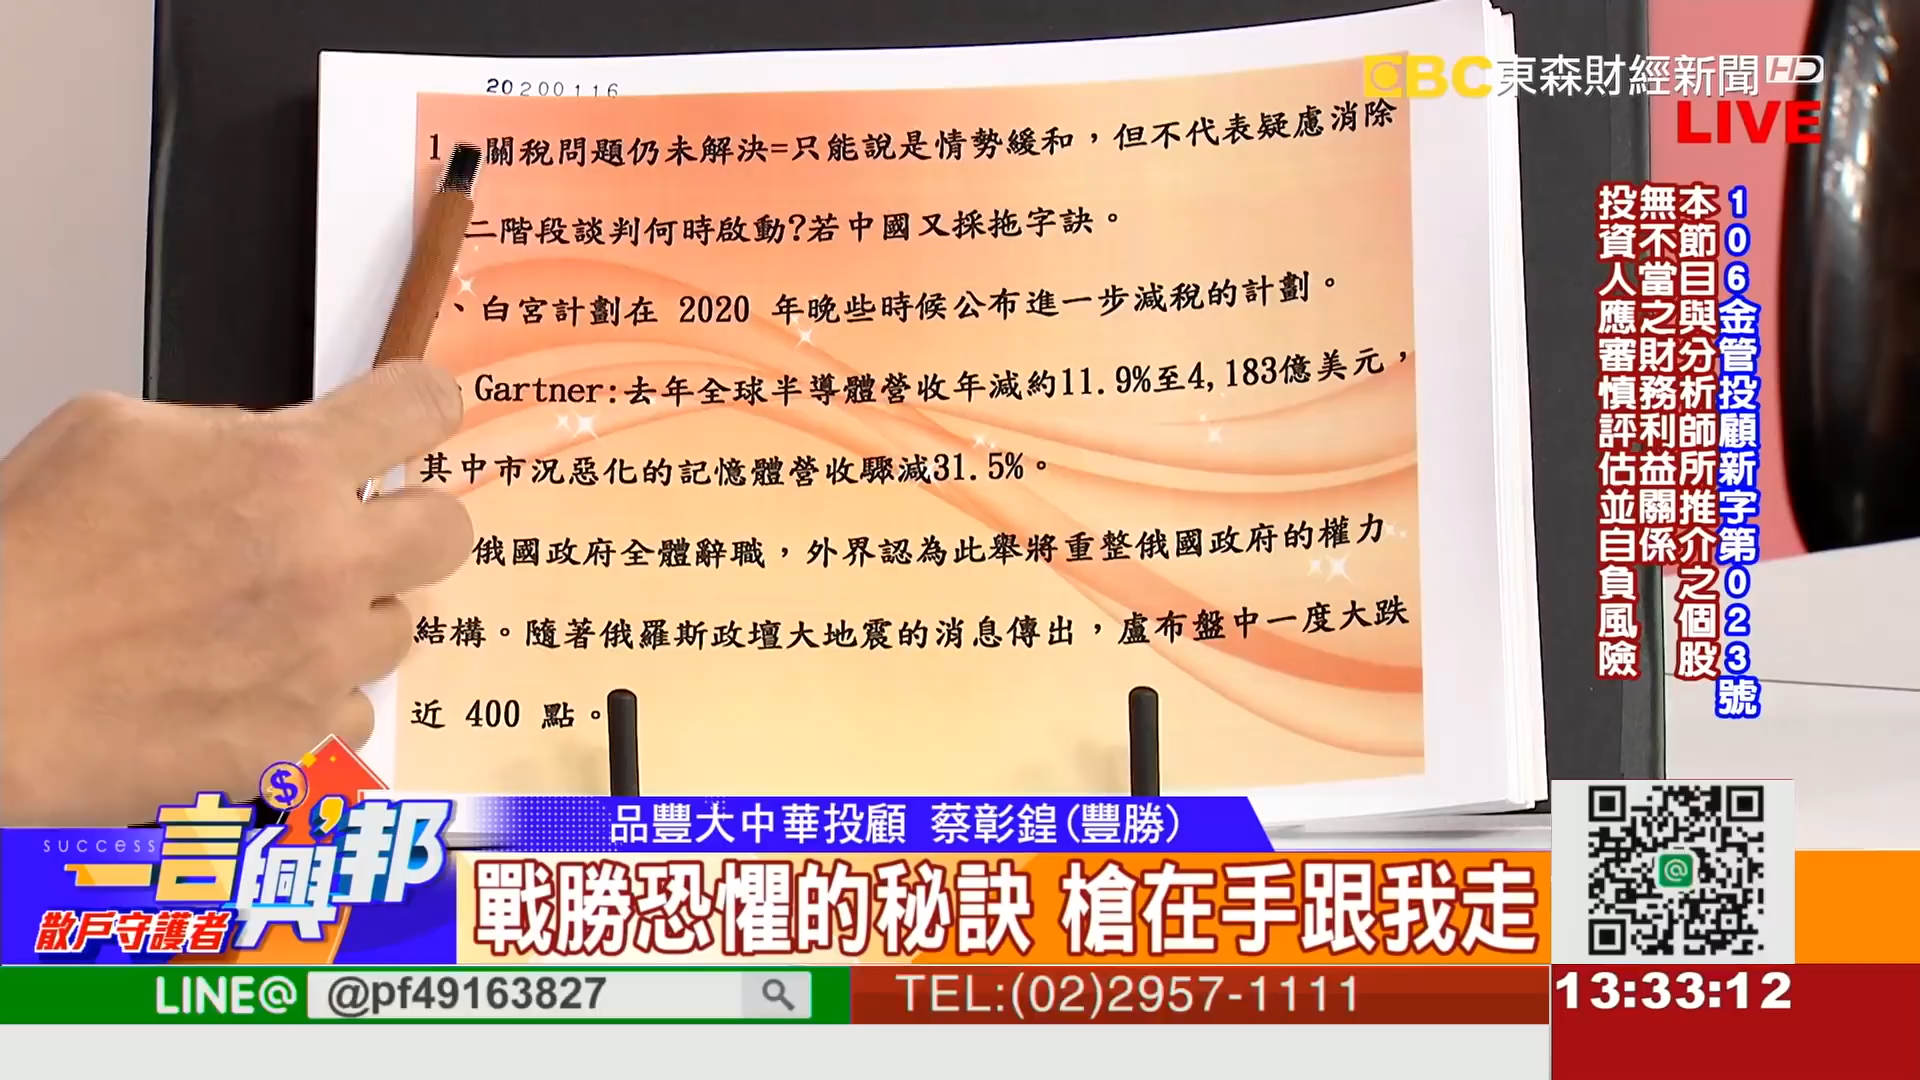 20200116
EBC東森財經新聞HD
LIVE
1 關稅問題仍未解決=只能說是情勢緩和，但不代表疑慮消除
二階段談判何時啟動?若中國又採拖字訣。
、白宮計劃在 2020 年晚些時候公布進一步減稅的計劃。
Gartner:去年全球半導體營收年減約11.9%至4,183億美元，
其中市況惡化的記憶體營收驟減31.5%。
俄國政府全體辭職，外界認為此舉將重整俄國政府的權力
結構。隨著俄羅斯政壇大地震的消息傳出，盧布盤中一度大跌
近 400 點。
106金管投顧新字第023號
本節目與分析師所推介之個股
無不當之財務利益關係
投資人應審慎評估並自負風險
success
一言興邦
散戶守護者
品豐大中華投顧 蔡彰鍠(豐勝)
戰勝恐懼的秘訣 槍在手跟我走
LINE@ @pf49163827
TEL:(02)2957-1111
13:33:12